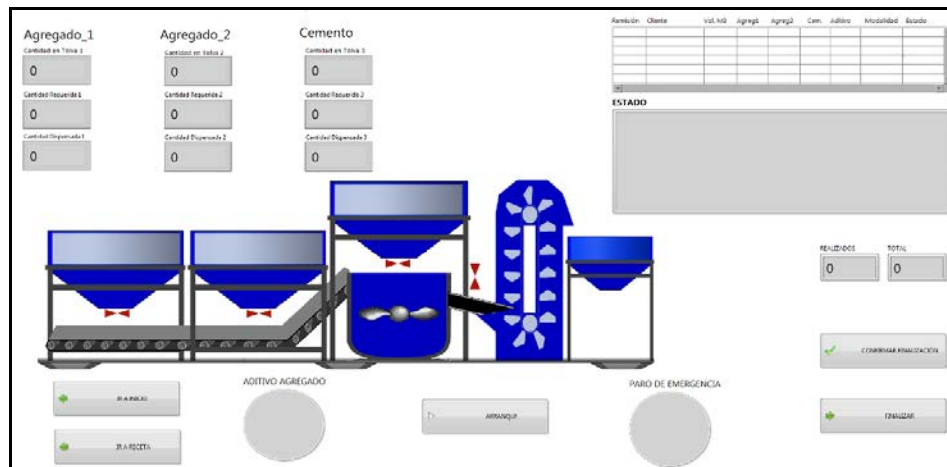 Agregado_1 Agregado_2 Cemento
Cantidad en Tolva 1 Cantidad en Tolva 2 Cantidad en Tolva 3
0 0 0
Cantidad Requerida 1 Cantidad Requerida 2 Cantidad Requerida 3
0 0 0
Cantidad Dispensada 1 Cantidad Dispensada 2 Cantidad Dispensada 3
0 0 0
Remisión Cliente Vol. M3 Agreg1 Agreg2 Cem. Aditivo Modalidad Estado
ESTADO
REALIZADOS TOTAL
0 0
CONFIRMAR FINALIZACIÓN
FINALIZAR
IR A INICIO
IR A RECETA
ADITIVO AGREGADO
ARRANQUE
PARO DE EMERGENCIA